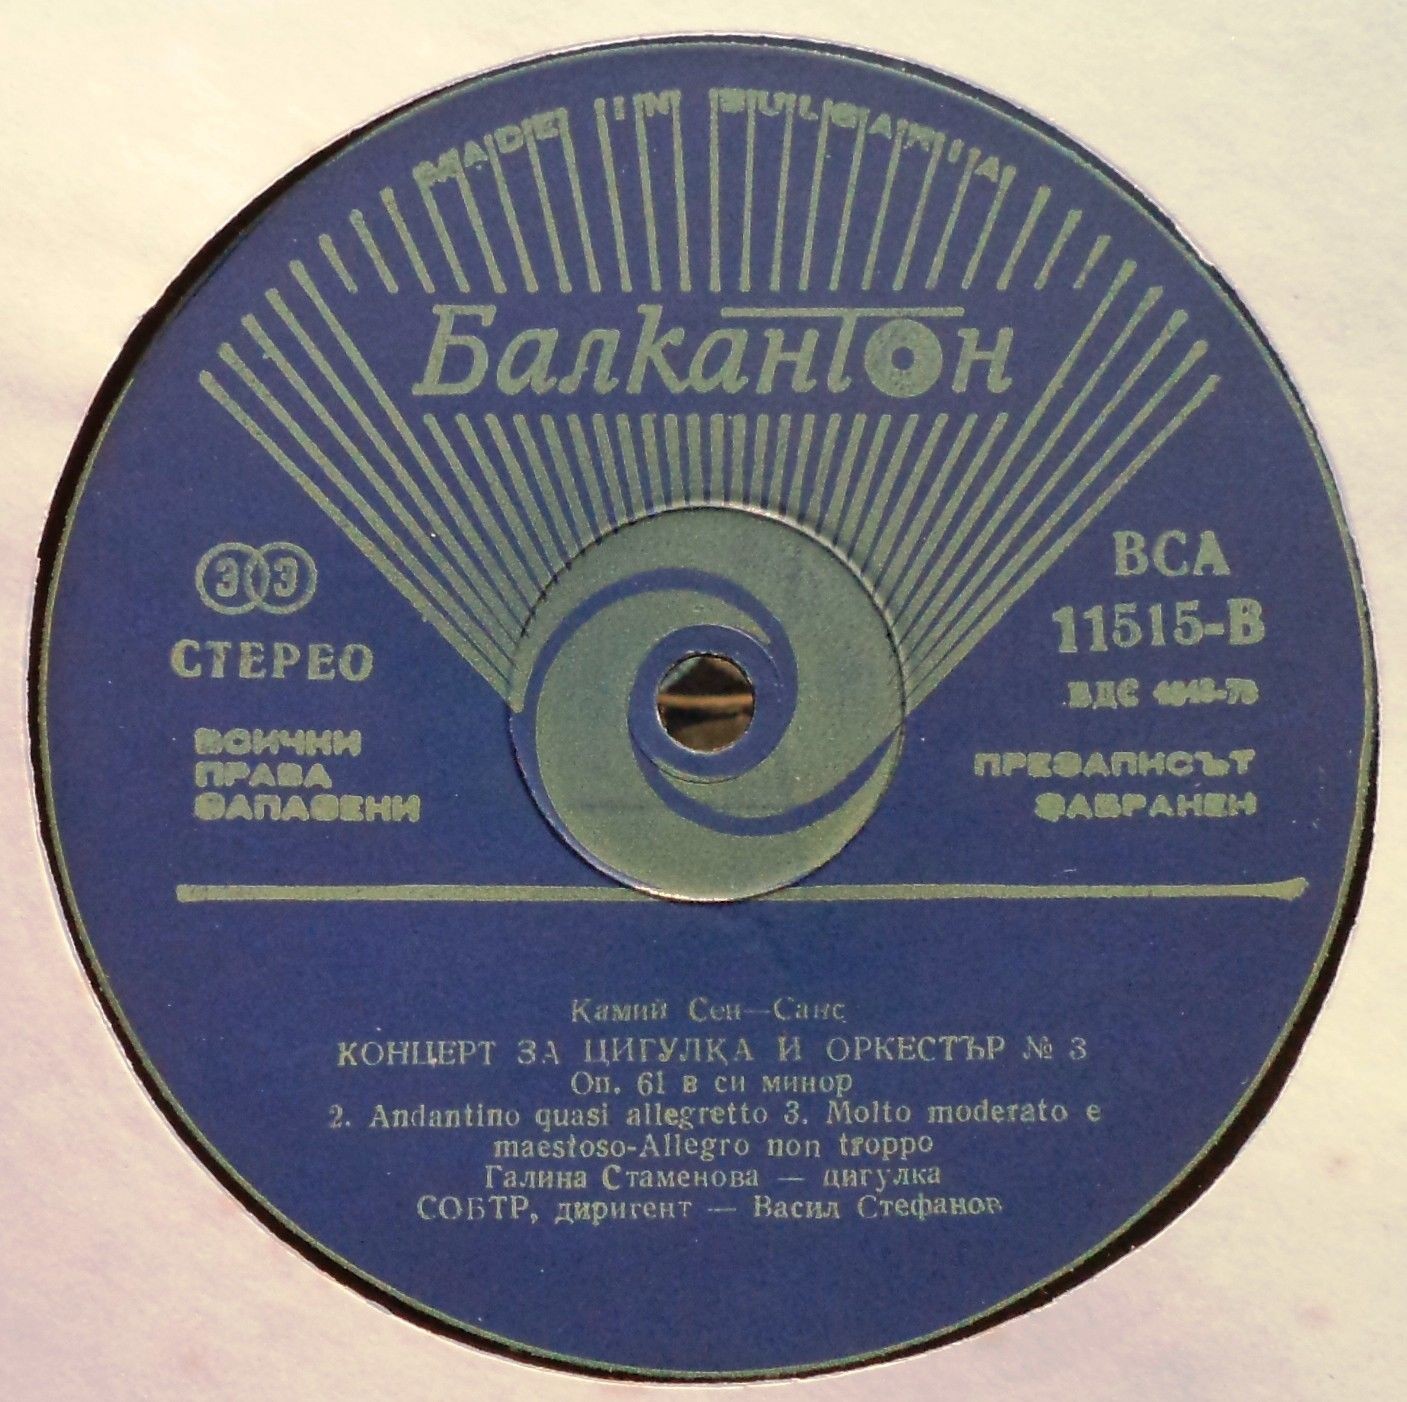 MADE IN BULGARIA
Балкантон
СТЕРЕО
ВСИЧКИ
ПРАВА
ЗАПАЗЕНИ
ВСА
11515-В
ВДС
ПРЕЗАПИСЪТ
ЗАБРАНЕН
Камий Сен—Санс
КОНЦЕРТ ЗА ЦИГУЛКА И ОРКЕСТЪР № 3
Оп. 61 в си минор
2. Andantino quasi allegretto 3. Molto moderato e
maestoso-Allegro non troppo
Галина Стаменова — цигулка
СОБТР, диригент — Васил Стефанов